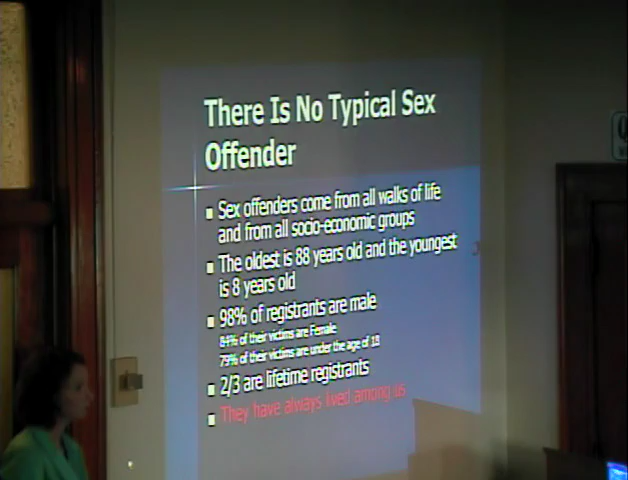 There Is No Typical Sex
Offender
Sex offenders come from all walks of life
and from all socio-economic groups
The oldest is 88 years old and the youngest
is 8 years old
98% of registrants are male
84% of their victims are Female
79% of their victims are under the age of 18
2/3 are lifetime registrants
They have always lived among us